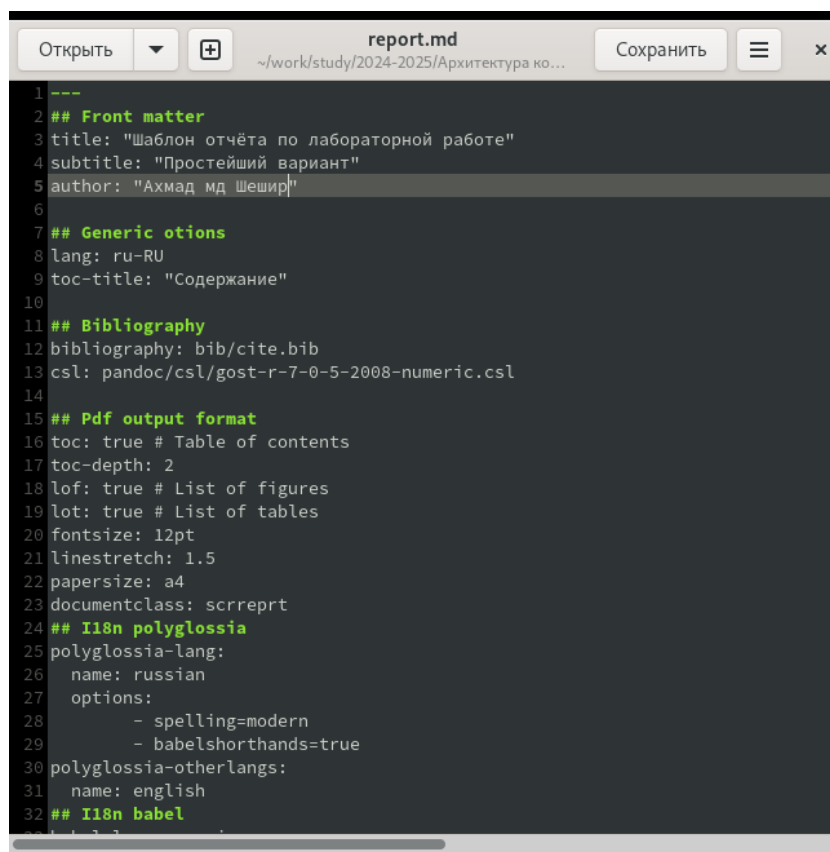 Открыть
report.md
~/work/study/2024-2025/Архитектура ко...
Сохранить
1 ---
2 ## Front matter
3 title: "Шаблон отчёта по лабораторной работе"
4 subtitle: "Простейший вариант"
5 author: "Ахмад мд Шешир"
6
7 ## Generic otions
8 lang: ru-RU
9 toc-title: "Содержание"
10
11 ## Bibliography
12 bibliography: bib/cite.bib
13 csl: pandoc/csl/gost-r-7-0-5-2008-numeric.csl
14
15 ## Pdf output format
16 toc: true # Table of contents
17 toc-depth: 2
18 lof: true # List of figures
19 lot: true # List of tables
20 fontsize: 12pt
21 linestretch: 1.5
22 papersize: a4
23 documentclass: scrreprt
24 ## I18n polyglossia
25 polyglossia-lang:
26   name: russian
27   options:
28         - spelling=modern
29         - babelshorthands=true
30 polyglossia-otherlangs:
31   name: english
32 ## I18n babel